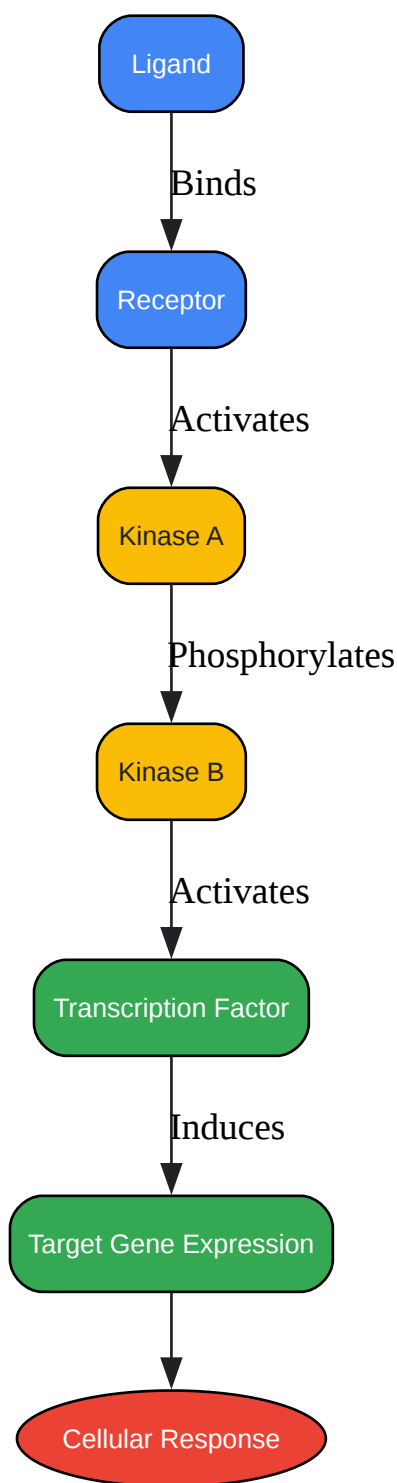 Ligand
Binds
Receptor
Activates
Kinase A
Phosphorylates
Kinase B
Activates
Transcription Factor
Induces
Target Gene Expression
Cellular Response